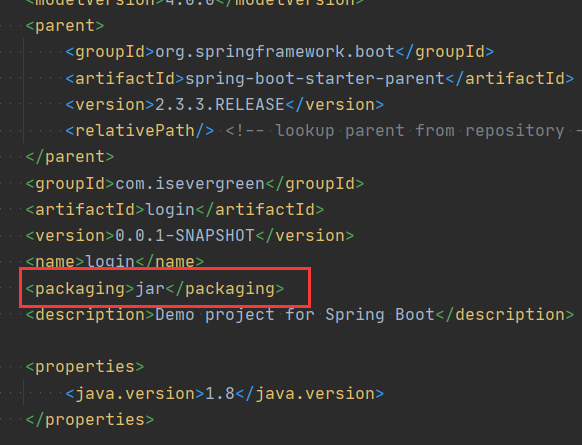 <modelVersion>4.0.0</modelVersion>
<parent>
<groupId>org.springframework.boot</groupId>
<artifactId>spring-boot-starter-parent</artifactId>
<version>2.3.3.RELEASE</version>
<relativePath/> <!-- lookup parent from repository -
</parent>
<groupId>com.isevergreen</groupId>
<artifactId>login</artifactId>
<version>0.0.1-SNAPSHOT</version>
<name>login</name>
<packaging>jar</packaging>
<description>Demo project for Spring Boot</description>
<properties>
<java.version>1.8</java.version>
</properties>